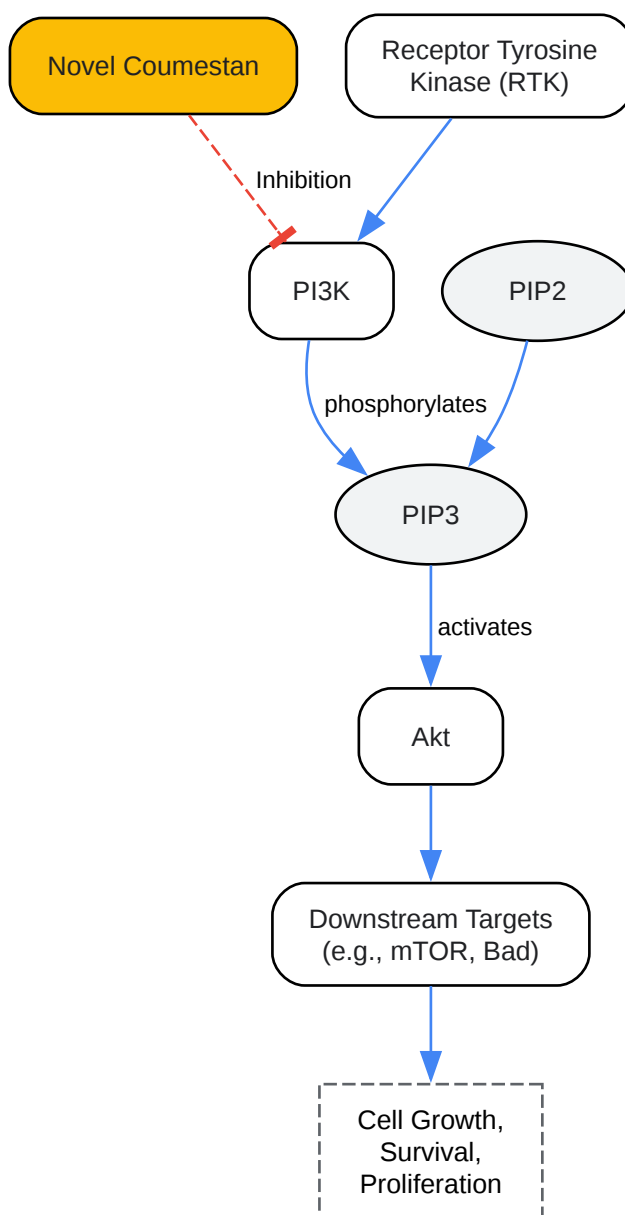 Novel Coumestan
Receptor Tyrosine
Kinase (RTK)
Inhibition
PI3K
PIP2
phosphorylates
PIP3
activates
Akt
Downstream Targets
(e.g., mTOR, Bad)
Cell Growth,
Survival,
Proliferation